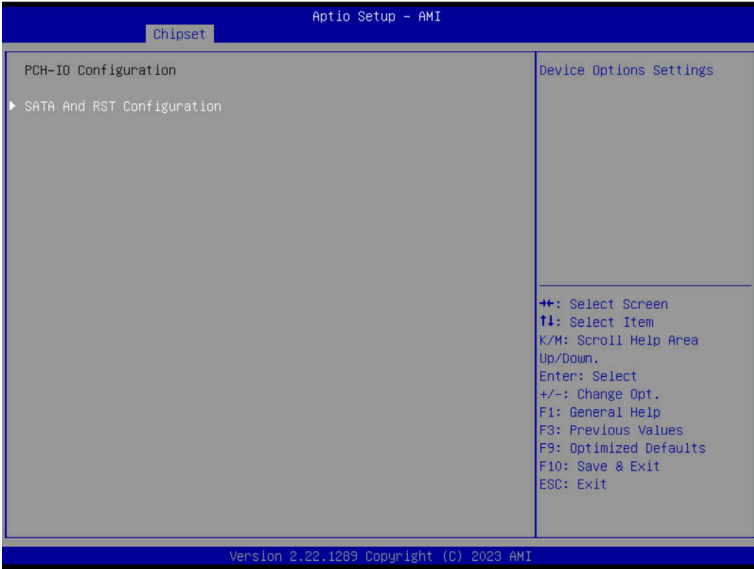 Aptio Setup – AMI
Chipset
PCH-IO Configuration
SATA And RST Configuration
Device Options Settings
→←: Select Screen
↑↓: Select Item
K/M: Scroll Help Area
Up/Down.
Enter: Select
+/-: Change Opt.
F1: General Help
F3: Previous Values
F9: Optimized Defaults
F10: Save & Exit
ESC: Exit
Version 2.22.1289 Copyright (C) 2023 AMI